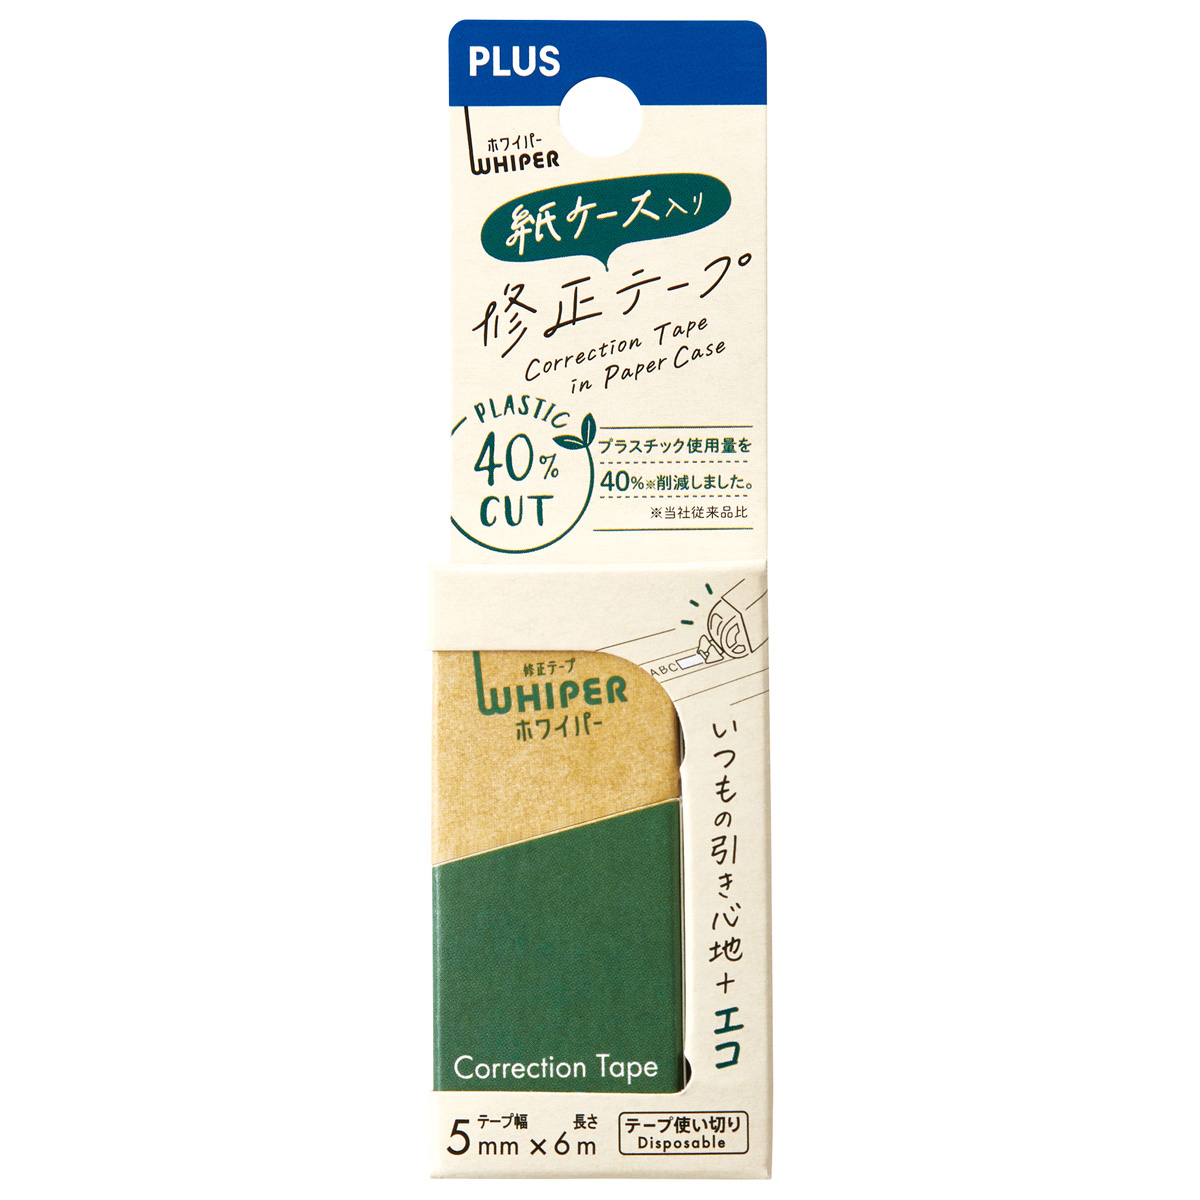 PLUS
ホワイパー
WHIPER
紙ケース入り
修正テープ
Correction Tape
in Paper Case
PLASTIC
40%
CUT
プラスチック使用量を
40%※削減しました。
※当社従来品比
ABC
修正テープ
WHIPER
ホワイパー
いつもの引き心地+エコ
Correction Tape
テープ幅 長さ
5mm×6m
テープ使い切り
Disposable